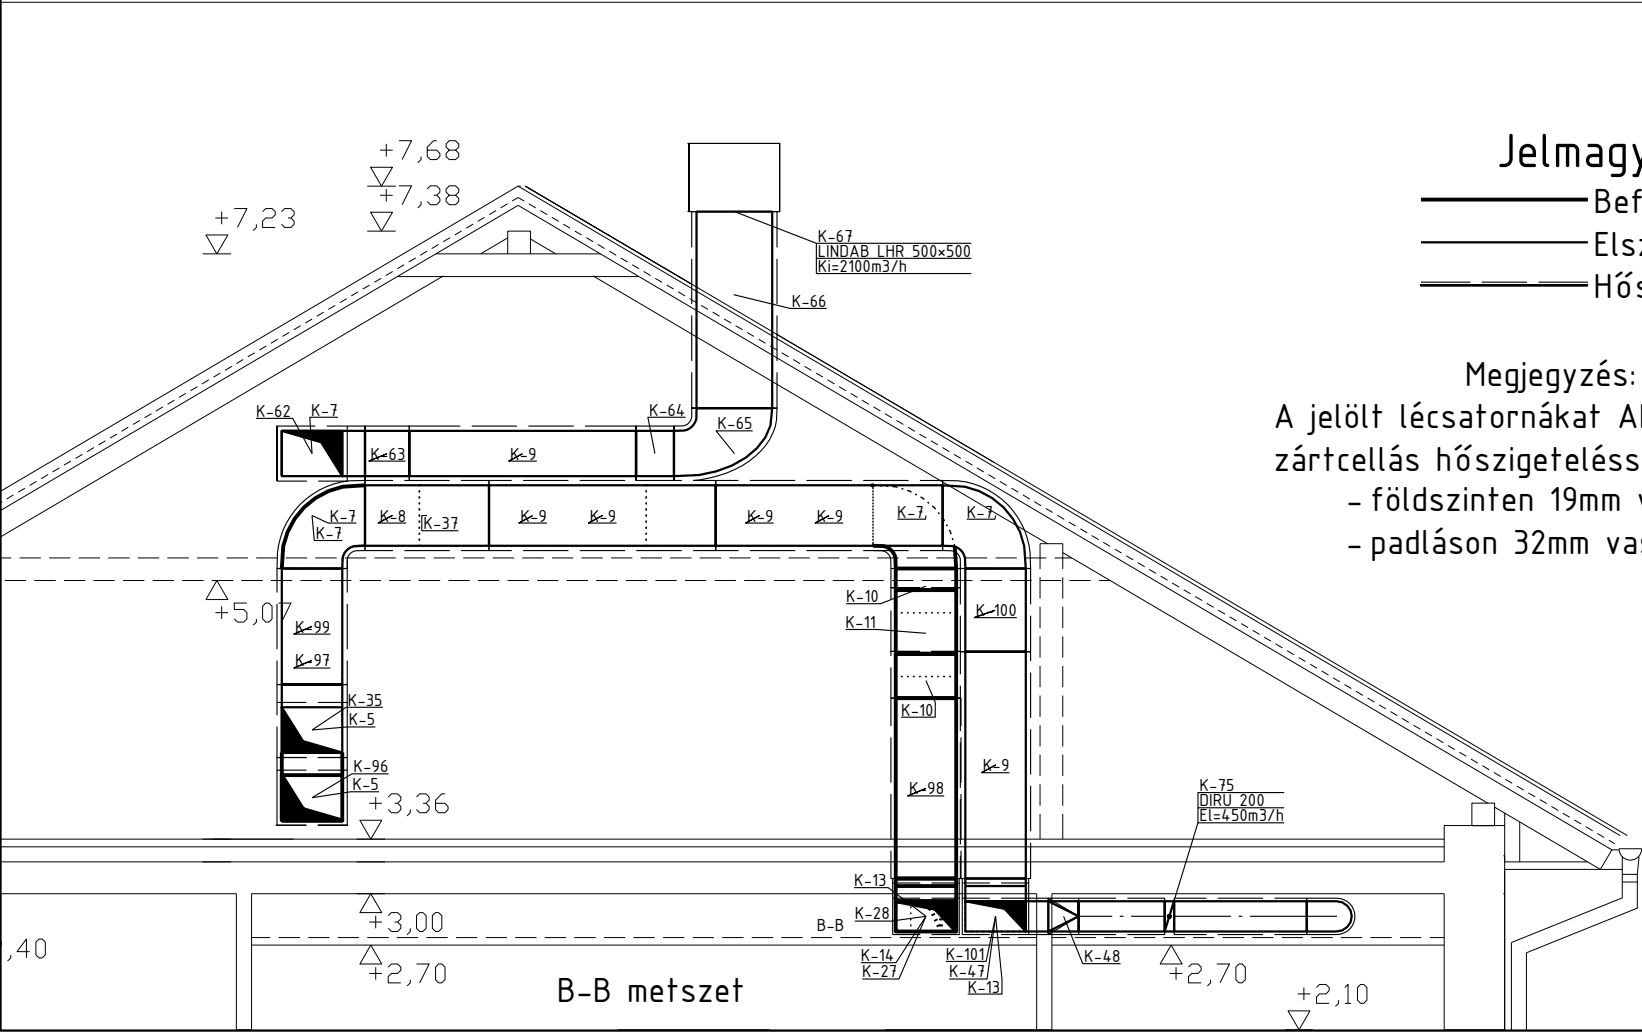 +7,68
+7,38
+7,23
Jelmagy
Bef
Elsz
Hős
K-67
LINDAB LHR 500×500
Ki=2100m3/h
K-66
Megjegyzés:
A jelölt lécsatornákat Al
zártcellás hőszigeteléss
- földszinten 19mm v
- padláson 32mm vas
K-62
K-7
K-64
K-65
K-63
K-9
K-7
K-7
K-8
K-37
K-9
K-9
K-9
K-9
K-7
K-7
+5,07
K-10
K-11
K-100
K-99
K-97
K-35
K-5
K-10
K-96
K-5
K-98
K-9
+3,36
K-75
DIRU 200
El=450m3/h
K-13
K-28
B-B
K-14
K-27
K-101
K-47
K-13
K-48
+3,00
,40
+2,70
+2,70
+2,10
B-B metszet